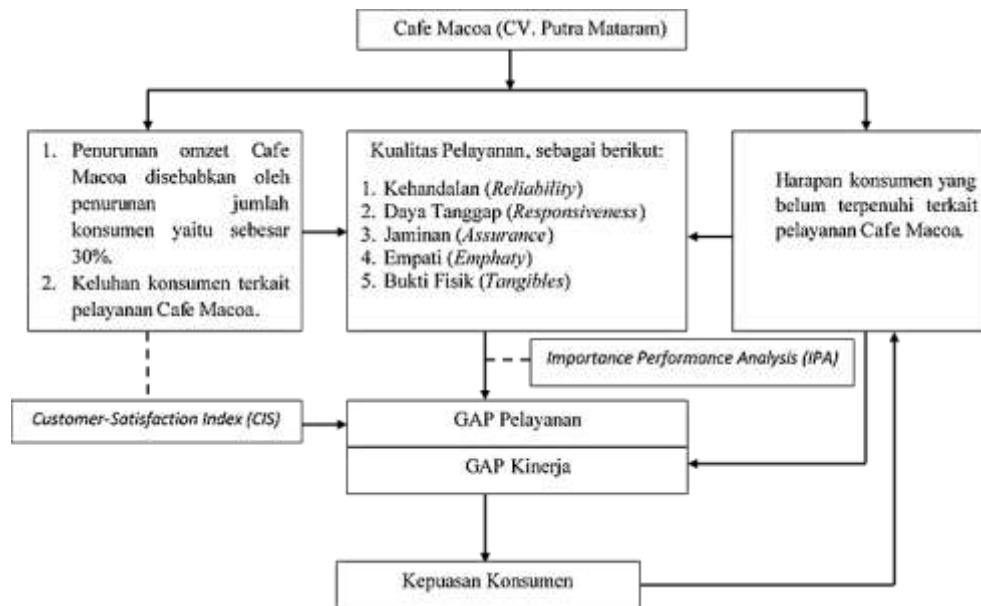 Cafe Macoa (CV. Putra Mataram)
1. Penurunan omzet Cafe
Macoa disebabkan oleh
penurunan jumlah
konsumen yaitu sebesar
30%.
2. Keluhan konsumen terkait
pelayanan Cafe Macoa.
Kualitas Pelayanan, sebagai berikut:
1. Kehandalan (Reliability)
2. Daya Tanggap (Responsiveness)
3. Jaminan (Assurance)
4. Empati (Emphaty)
5. Bukti Fisik (Tangibles)
Harapan konsumen yang
belum terpenuhi terkait
pelayanan Cafe Macoa.
Importance Performance Analysis (IPA)
Customer-Satisfaction Index (CIS)
GAP Pelayanan
GAP Kinerja
Kepuasan Konsumen